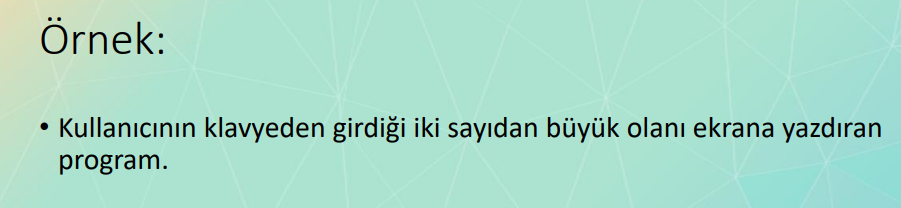 Örnek:
• Kullanıcının klavyeden girdiği iki sayıdan büyük olanı ekrana yazdıran
program.